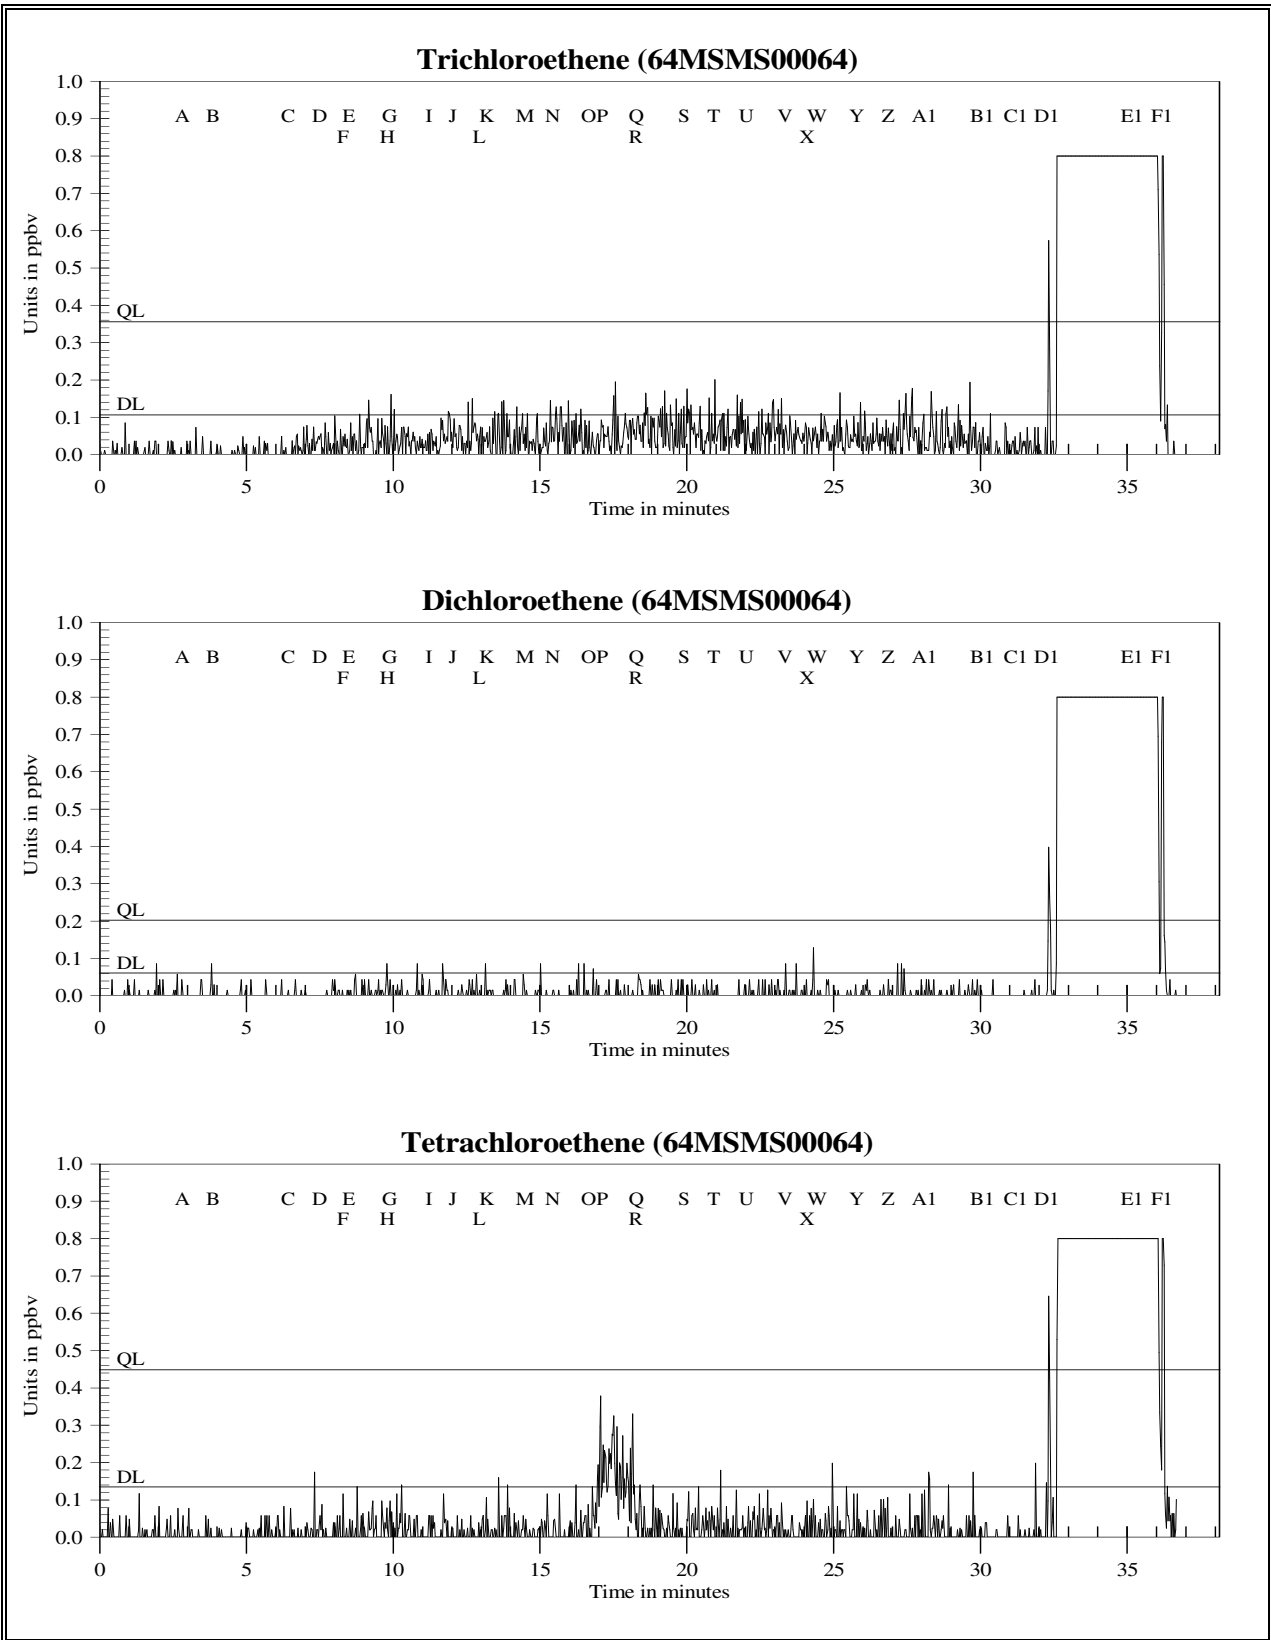 Trichloroethene (64MSMS00064)
1.0
A B C D E G I J K M N OP Q S T U V W Y Z A1 B1 C1 D1 E1 F1
0.9
F H L R X
0.8
0.7
0.6
0.5
0.4
QL
0.3
0.2
DL
0.1
0.0
Units in ppbv
0 5 10 15 20 25 30 35
Time in minutes
Dichloroethene (64MSMS00064)
1.0
A B C D E G I J K M N OP Q S T U V W Y Z A1 B1 C1 D1 E1 F1
0.9
F H L R X
0.8
0.7
0.6
0.5
0.4
0.3
QL
0.2
DL
0.1
0.0
Units in ppbv
0 5 10 15 20 25 30 35
Time in minutes
Tetrachloroethene (64MSMS00064)
1.0
A B C D E G I J K M N OP Q S T U V W Y Z A1 B1 C1 D1 E1 F1
0.9
F H L R X
0.8
0.7
0.6
0.5
QL
0.4
0.3
0.2
DL
0.1
0.0
Units in ppbv
0 5 10 15 20 25 30 35
Time in minutes